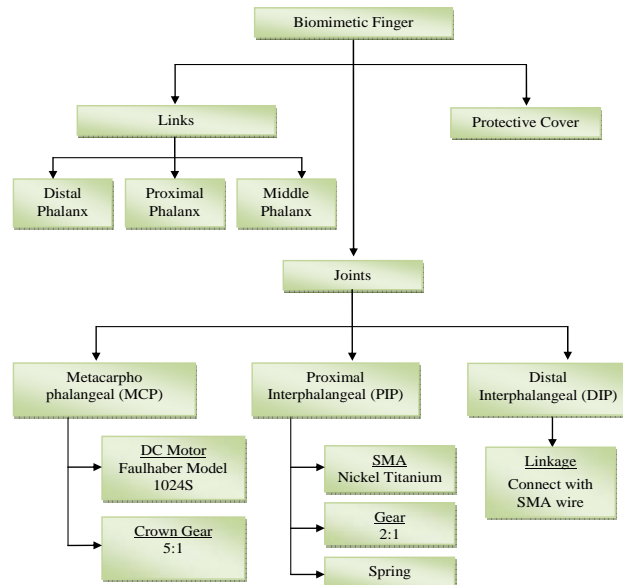 Biomimetic Finger
Links
Protective Cover
Distal
Phalanx
Proximal
Phalanx
Middle
Phalanx
Joints
Metacarpho
phalangeal (MCP)
Proximal
Interphalangeal (PIP)
Distal
Interphalangeal (DIP)
DC Motor
Faulhaber Model
1024S
Crown Gear
5:1
SMA
Nickel Titanium
Gear
2:1
Spring
Linkage
Connect with
SMA wire